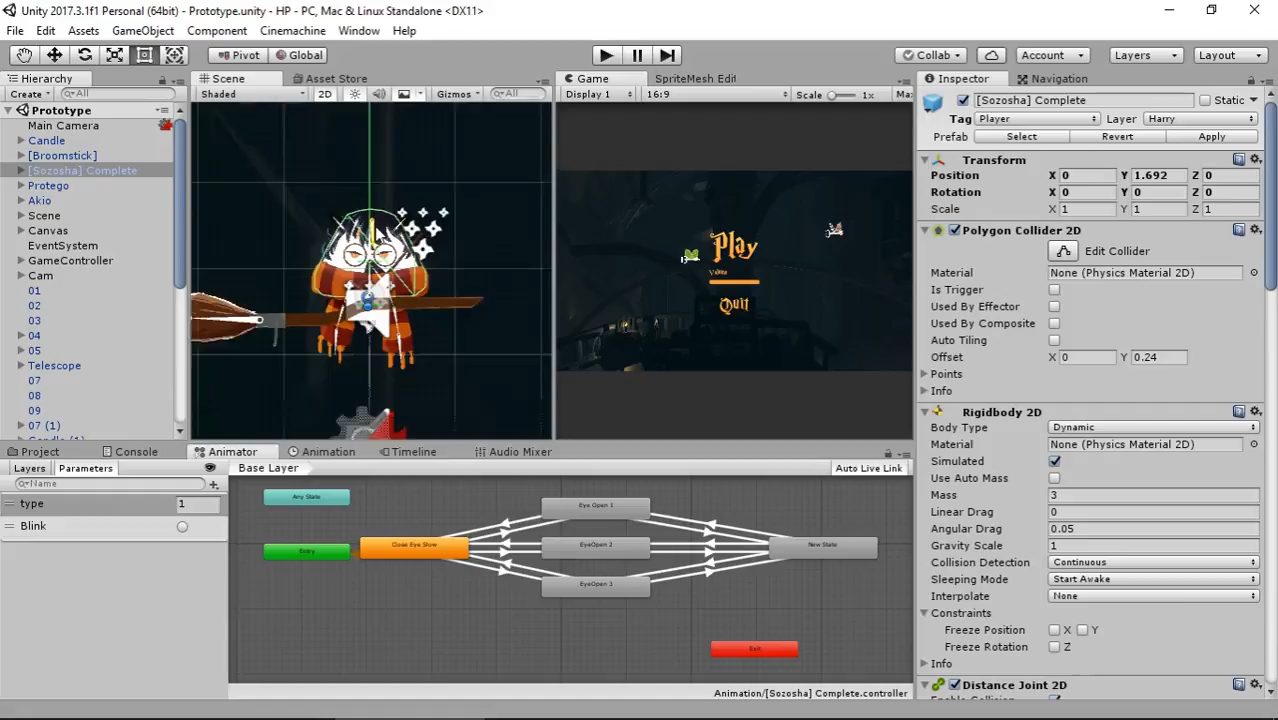 Unity 2017.3.1f1 Personal (64bit) - Prototype.unity - HP - PC, Mac & Linux Standalone <DX11>
File Edit Assets GameObject Component Cinemachine Window Help
Pivot Global Collab Account Layers Layout
Hierarchy
Create All
Prototype
Main Camera
Candle
[Broomstick]
[Sozosha] Complete
Protego
Akio
Scene
Canvas
EventSystem
GameController
Cam
01
02
03
04
05
Telescope
07
08
09
07 (1)
Candle (1)
Scene Asset Store
Shaded 2D Gizmos All
Game SpriteMesh Edit
Display 1 16:9 Scale 1x Max
Play
Quit
Project Console Animator Animation Timeline Audio Mixer
Layers Parameters Base Layer Auto Live Link
Name
type 1
Blink
Any State
Entry
Close Eye Slow
Eye Open 1
EyeOpen 2
EyeOpen 3
New State
Exit
Animation/[Sozosha] Complete.controller
Inspector Navigation
[Sozosha] Complete Static
Tag Player Layer Harry
Prefab Select Revert Apply
Transform
Position X 0 Y 1.692 Z 0
Rotation X 0 Y 0 Z 0
Scale X 1 Y 1 Z 1
Polygon Collider 2D
Edit Collider
Material None (Physics Material 2D)
Is Trigger
Used By Effector
Used By Composite
Auto Tiling
Offset X 0 Y 0.24
Points
Info
Rigidbody 2D
Body Type Dynamic
Material None (Physics Material 2D)
Simulated
Use Auto Mass
Mass 3
Linear Drag 0
Angular Drag 0.05
Gravity Scale 1
Collision Detection Continuous
Sleeping Mode Start Awake
Interpolate None
Constraints
Freeze Position X Y
Freeze Rotation Z
Info
Distance Joint 2D
Enable Collision